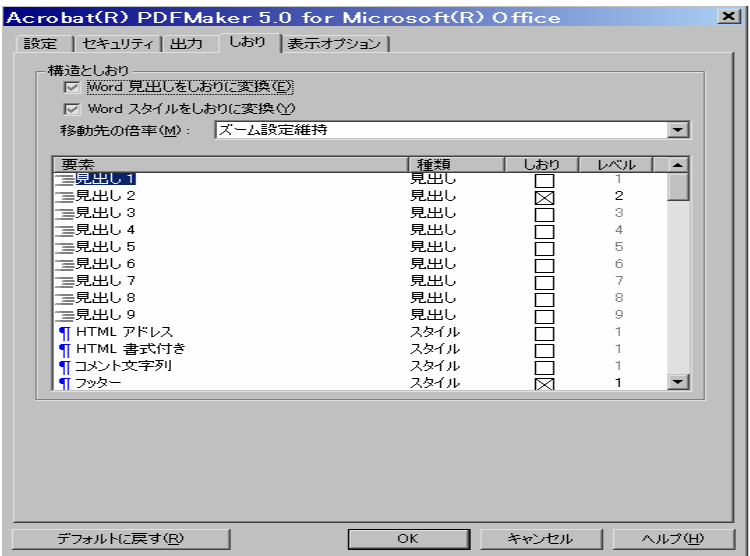 Acrobat(R) PDFMaker 5.0 for Microsoft(R) Office
設定 セキュリティ 出力 しおり 表示オプション
構造としおり
Word 見出しをしおりに変換(E)
Word スタイルをしおりに変換(Y)
移動先の倍率(M): ズーム設定維持
要素 種類 しおり レベル
見出し 1 見出し 1
見出し 2 見出し 2
見出し 3 見出し 3
見出し 4 見出し 4
見出し 5 見出し 5
見出し 6 見出し 6
見出し 7 見出し 7
見出し 8 見出し 8
見出し 9 見出し 9
¶ HTML アドレス スタイル 1
¶ HTML 書式付き スタイル 1
¶ コメント文字列 スタイル 1
¶ フッター スタイル 1
デフォルトに戻す(R) OK キャンセル ヘルプ(H)